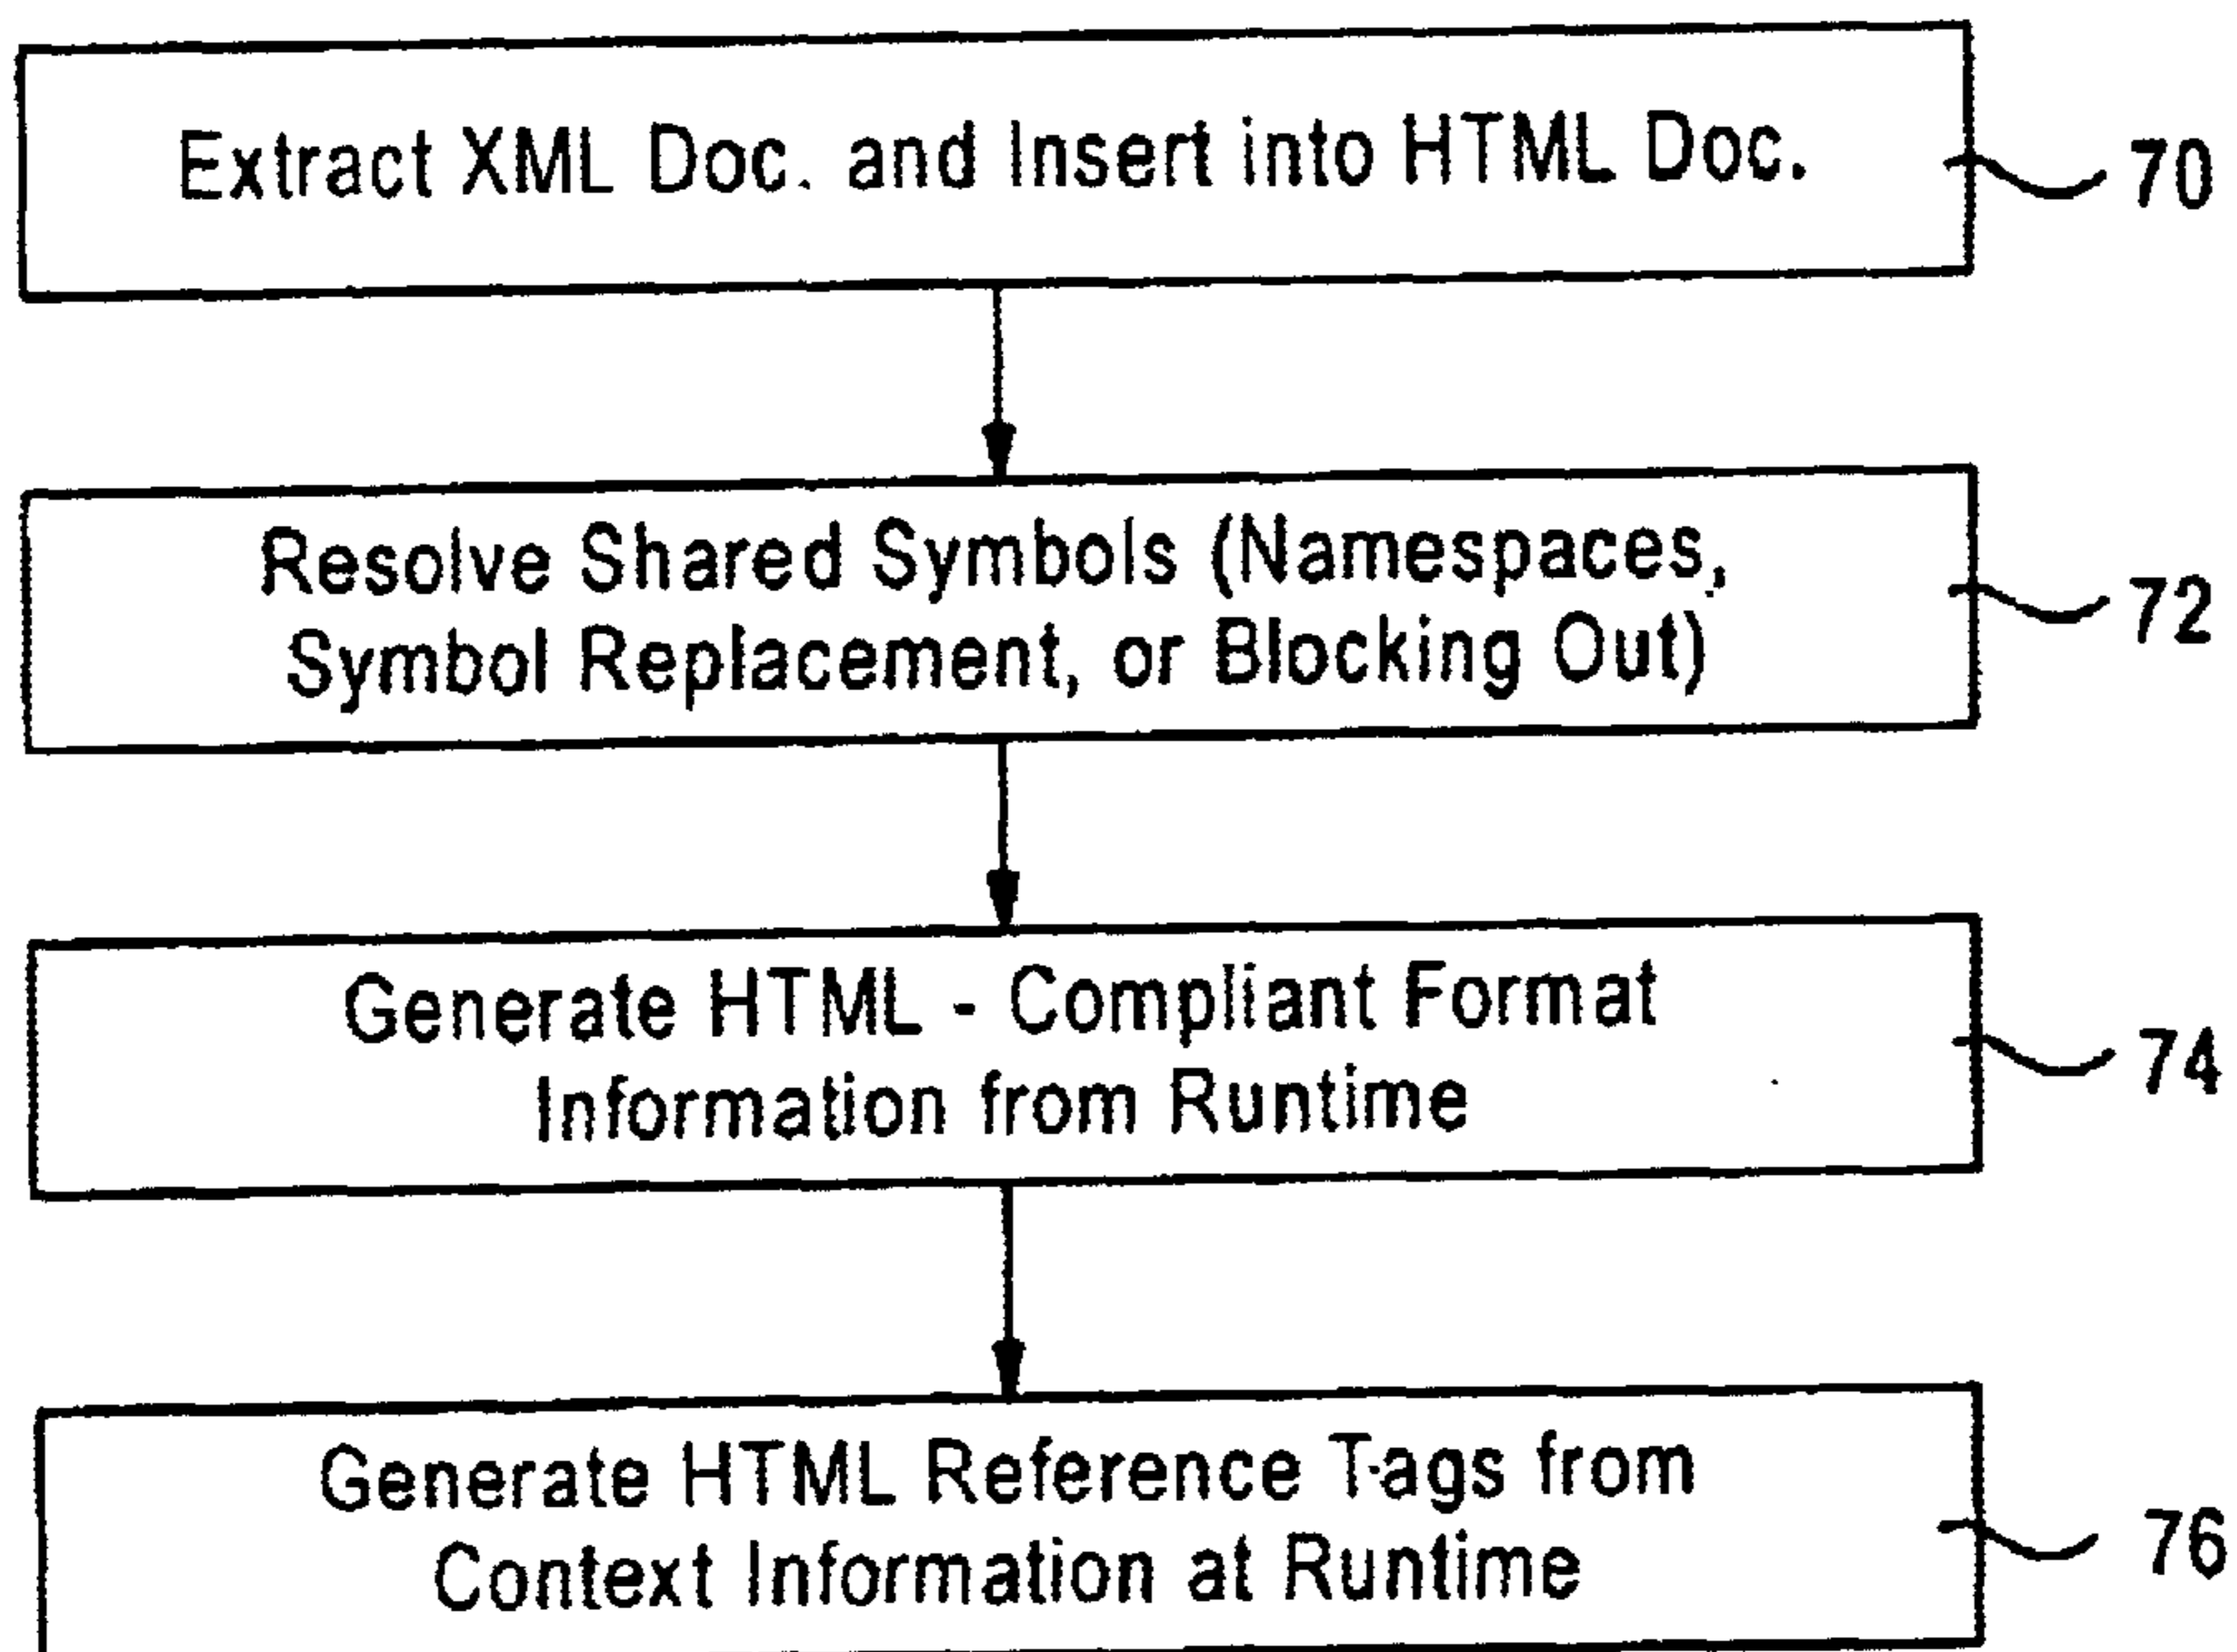 Extract XML Doc. and Insert into HTML Doc.
70
Resolve Shared Symbols (Namespaces,
Symbol Replacement, or Blocking Out)
72
Generate HTML - Compliant Format
Information from Runtime
74
Generate HTML Reference Tags from
Context Information at Runtime
76